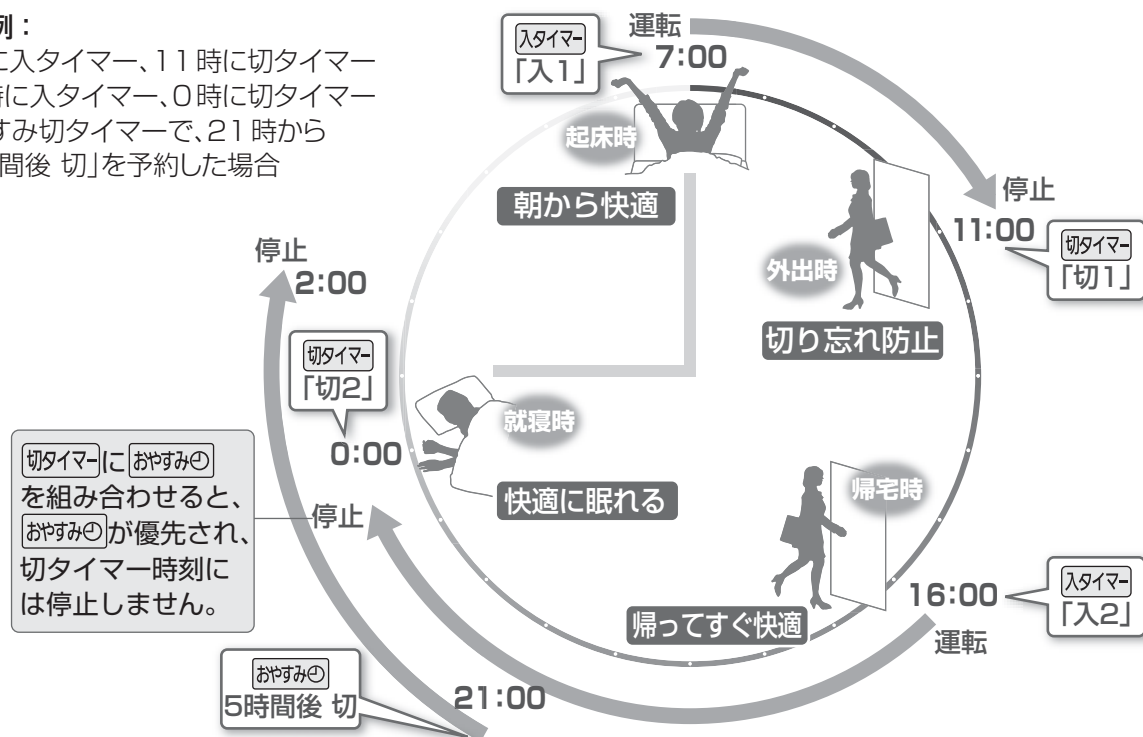 例：
に入タイマー、11時に切タイマー
時に入タイマー、0時に切タイマー
すみ切タイマーで、21時から
間後 切」を予約した場合
入タイマー
「入1」
運転
7:00
起床時
朝から快適
停止
11:00
切タイマー
「切1」
外出時
切り忘れ防止
停止
2:00
切タイマー
「切2」
0:00
就寝時
快適に眠れる
切タイマーにおやすみ
を組み合わせると、
おやすみが優先され、
切タイマー時刻に
は停止しません。
停止
帰宅時
帰ってすぐ快適
16:00
運転
入タイマー
「入2」
おやすみ
5時間後 切
21:00